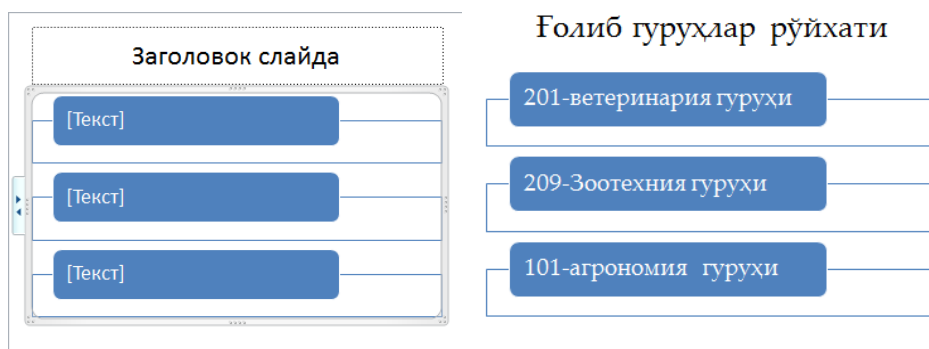 Заголовок слайда
[Текст]
[Текст]
[Текст]
Ғолиб гуруҳлар рўйхати
201-ветеринария гуруҳи
209-Зоотехния гуруҳи
101-агрономия гуруҳи